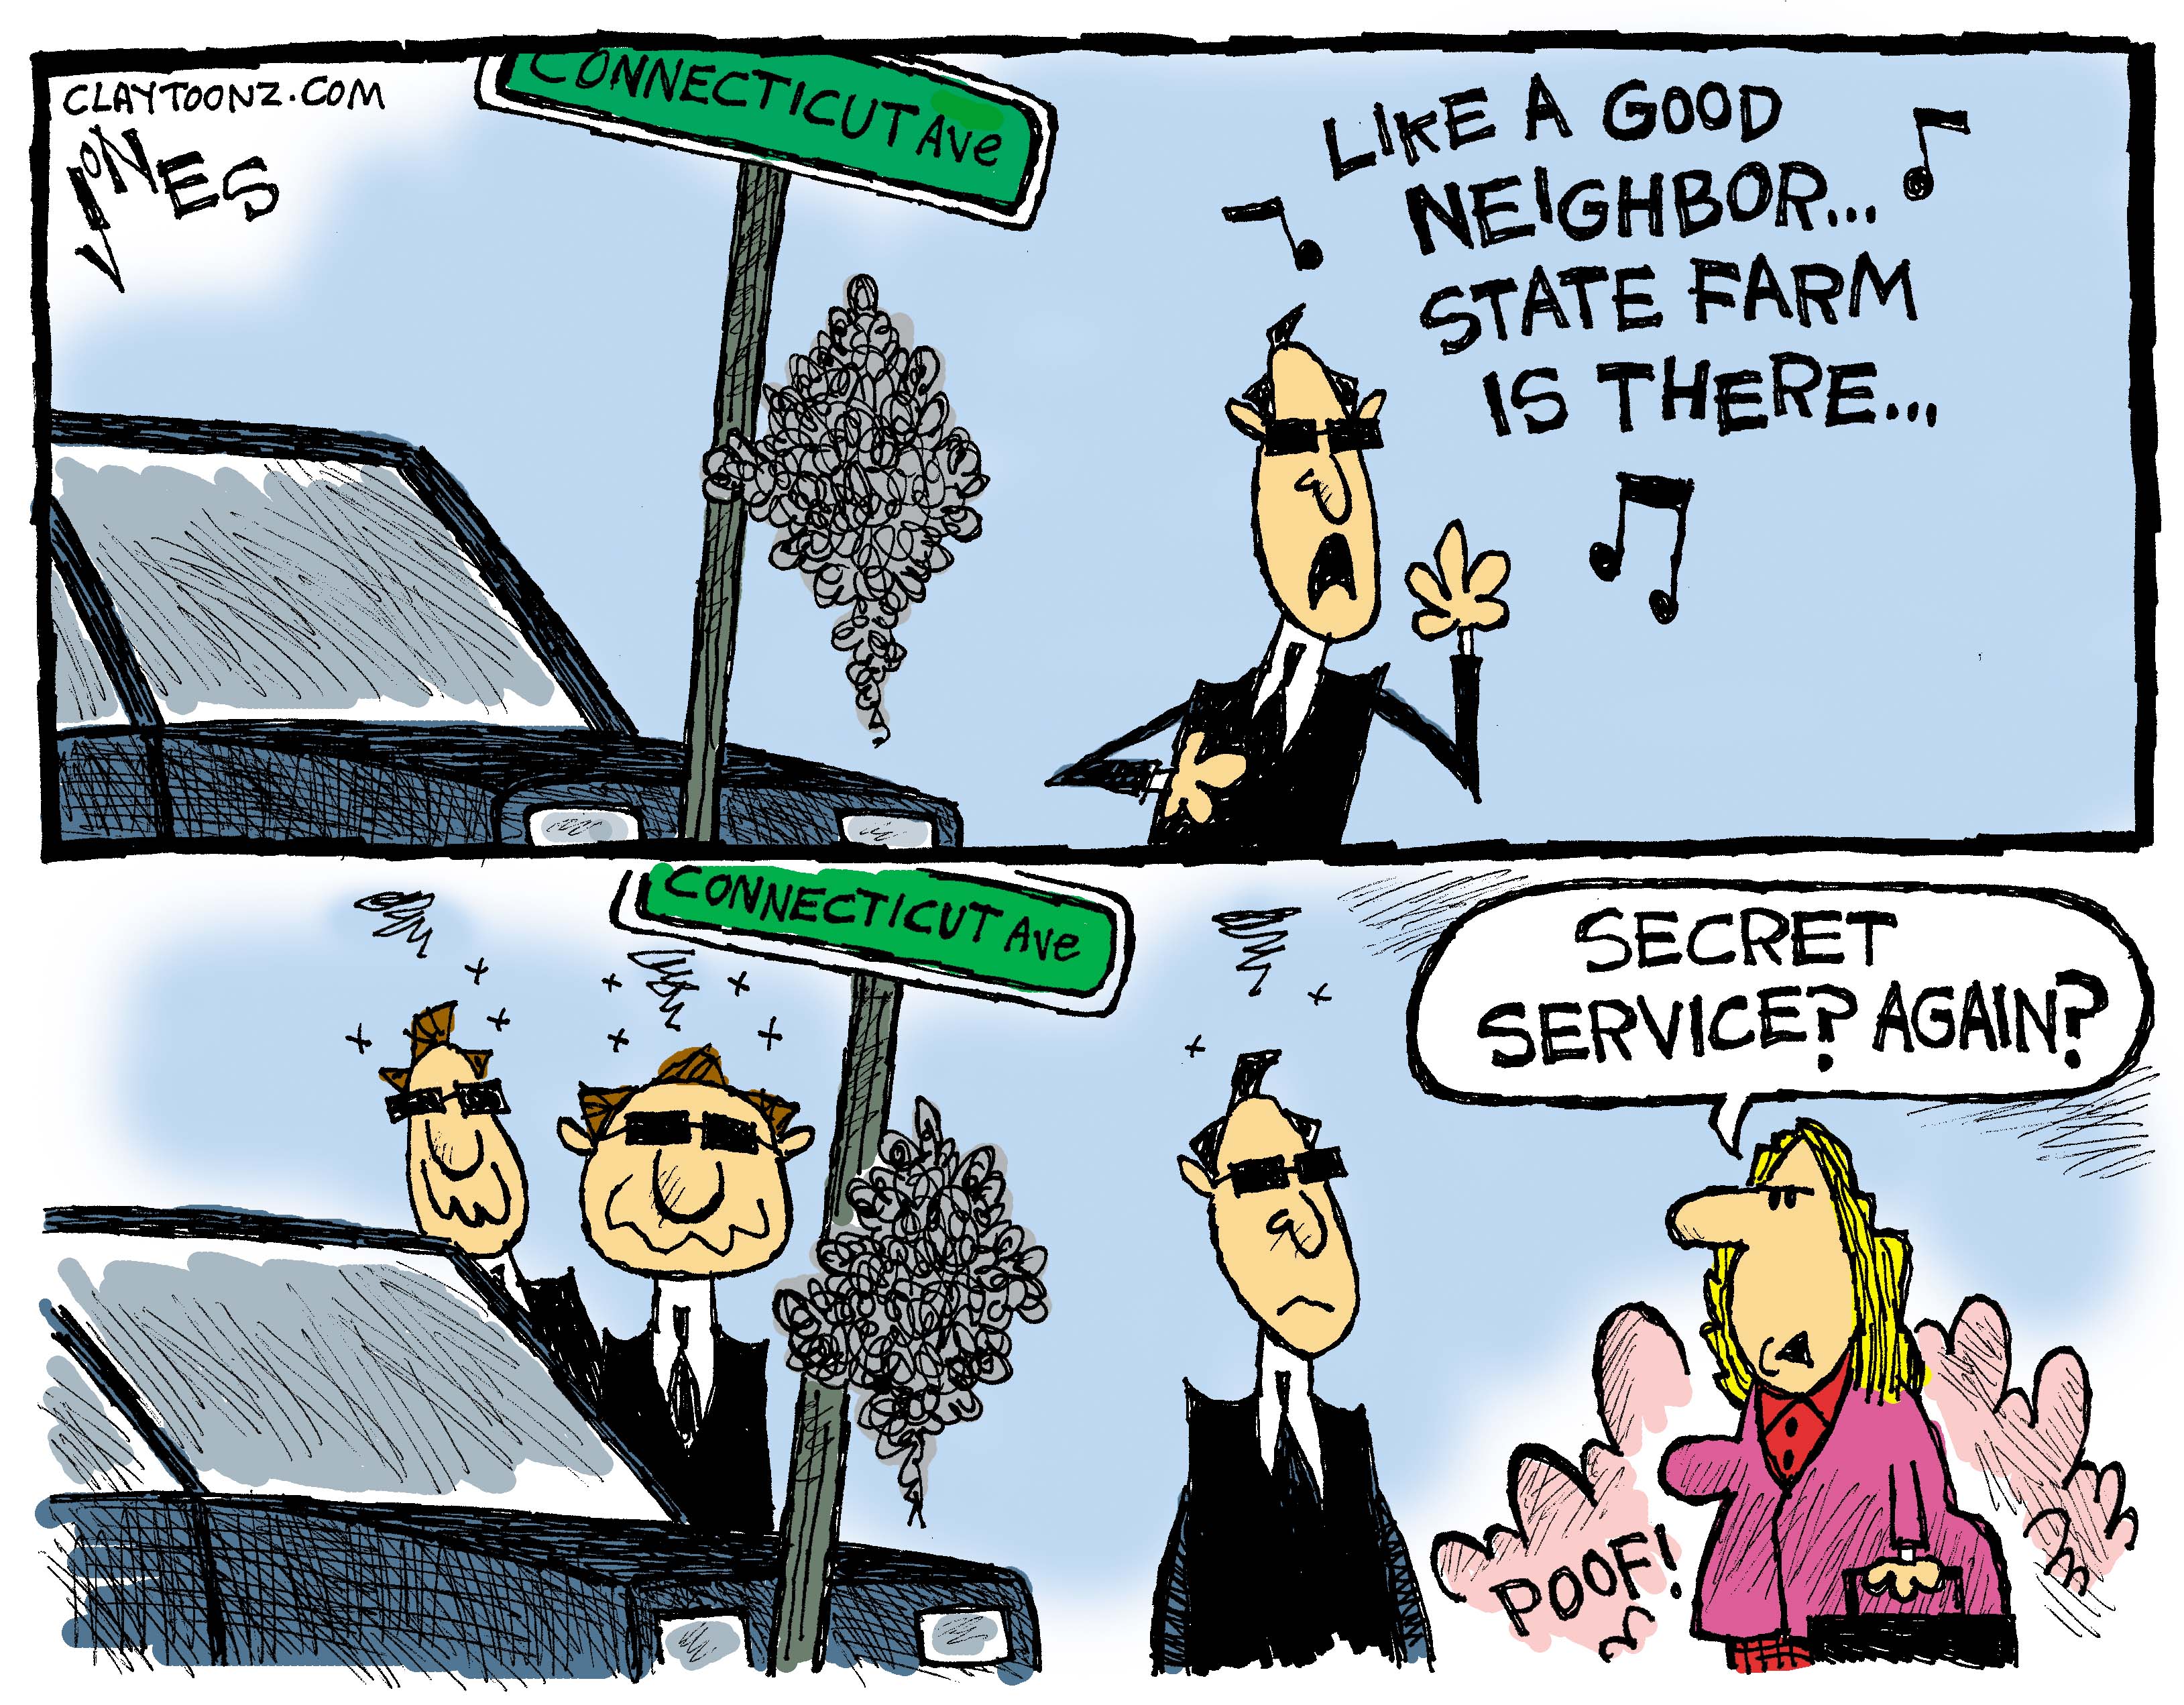 CLAYTOONZ.COM
JONES
CONNECTICUT Ave
LIKE A GOOD
NEIGHBOR...
STATE FARM
IS THERE...
CONNECTICUT Ave
SECRET
SERVICE? AGAIN?
POOF!